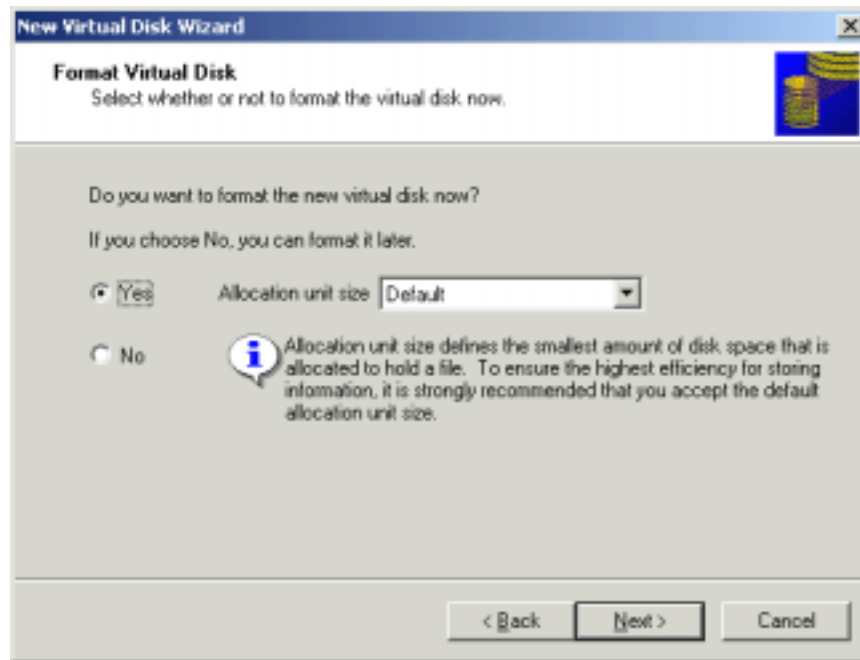 New Virtual Disk Wizard
Format Virtual Disk
Select whether or not to format the virtual disk now.
Do you want to format the new virtual disk now?
If you choose No, you can format it later.
Yes Allocation unit size Default
No
Allocation unit size defines the smallest amount of disk space that is
allocated to hold a file. To ensure the highest efficiency for storing
information, it is strongly recommended that you accept the default
allocation unit size.
< Back Next > Cancel